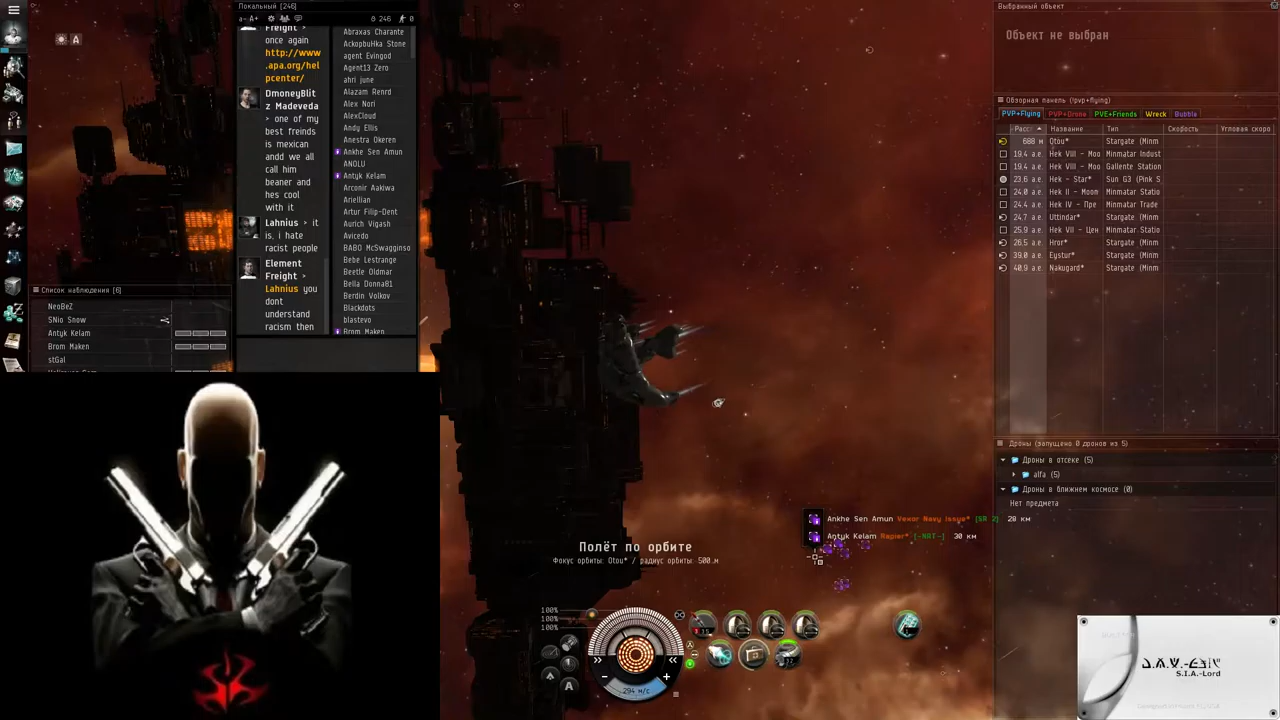 Локальный [246]
246
0
Freight >
once again
http://www
.apa.org/hel
pcenter/
DmoneyBlit
z Madeveda
> one of my
best freinds
is mexican
andd we all
call him
beaner and
hes cool
with it
Lahnius > it
is, i hate
racist people
Element
Freight >
Lahnius you
dont
understand
racism then
Abraxas Charante
AckopbuHka Stone
agent Evingod
Agent13 Zero
ahri june
Alazam Renrd
Alex Nori
AlexCloud
Andy Ellis
Anestra Okeren
Ankhe Sen Amun
ANOLU
Antyk Kelam
Arconir Aakiwa
Ariellian
Artur Filip-Dent
Aurich Vigash
Avicedo
BABO McSwagginso
Bebe Lestrange
Beetle Oldmar
Bella Donna81
Berdin Volkov
Blackdots
blastevo
Brom Maken
Список наблюдения [6]
NeoBeZ
SNio Snow
Antyk Kelam
Brom Maken
stGal
Выбранный объект
Объект не выбран
Обзорная панель (!pvp+flying)
PVP+Flying PVP+Drone PVE+Friends Wreck Bubble
Расст Название Тип Скорость Угловая скоро
688 м Otou* Stargate (Minm
19.4 а.е. Hek VIII - Moo Minmatar Indust
19.4 а.е. Hek VIII - Moo Gallente Station
23.6 а.е. Hek - Star* Sun G3 (Pink S
24.0 а.е. Hek II - Moon Minmatar Statio
24.4 а.е. Hek IV - Пре Minmatar Trade
24.7 а.е. Uttindar* Stargate (Minm
25.9 а.е. Hek VII - Цен Minmatar Statio
26.5 а.е. Hror* Stargate (Minm
39.0 а.е. Eystur* Stargate (Minm
40.9 а.е. Nakugard* Stargate (Minm
Дроны (запущено 0 дронов из 5)
Дроны в отсеке (5)
alfa (5)
Дроны в ближнем космосе (0)
Нет предмета
Ankhe Sen Amun Vexor Navy Issue* 28 км
Antyk Kelam Rapier* [-NAT-] 30 км
Полёт по орбите
Фокус орбиты: Otou* / радиус орбиты: 500 м
100%
100%
100%
294 м/с
S.I.A.-Lord